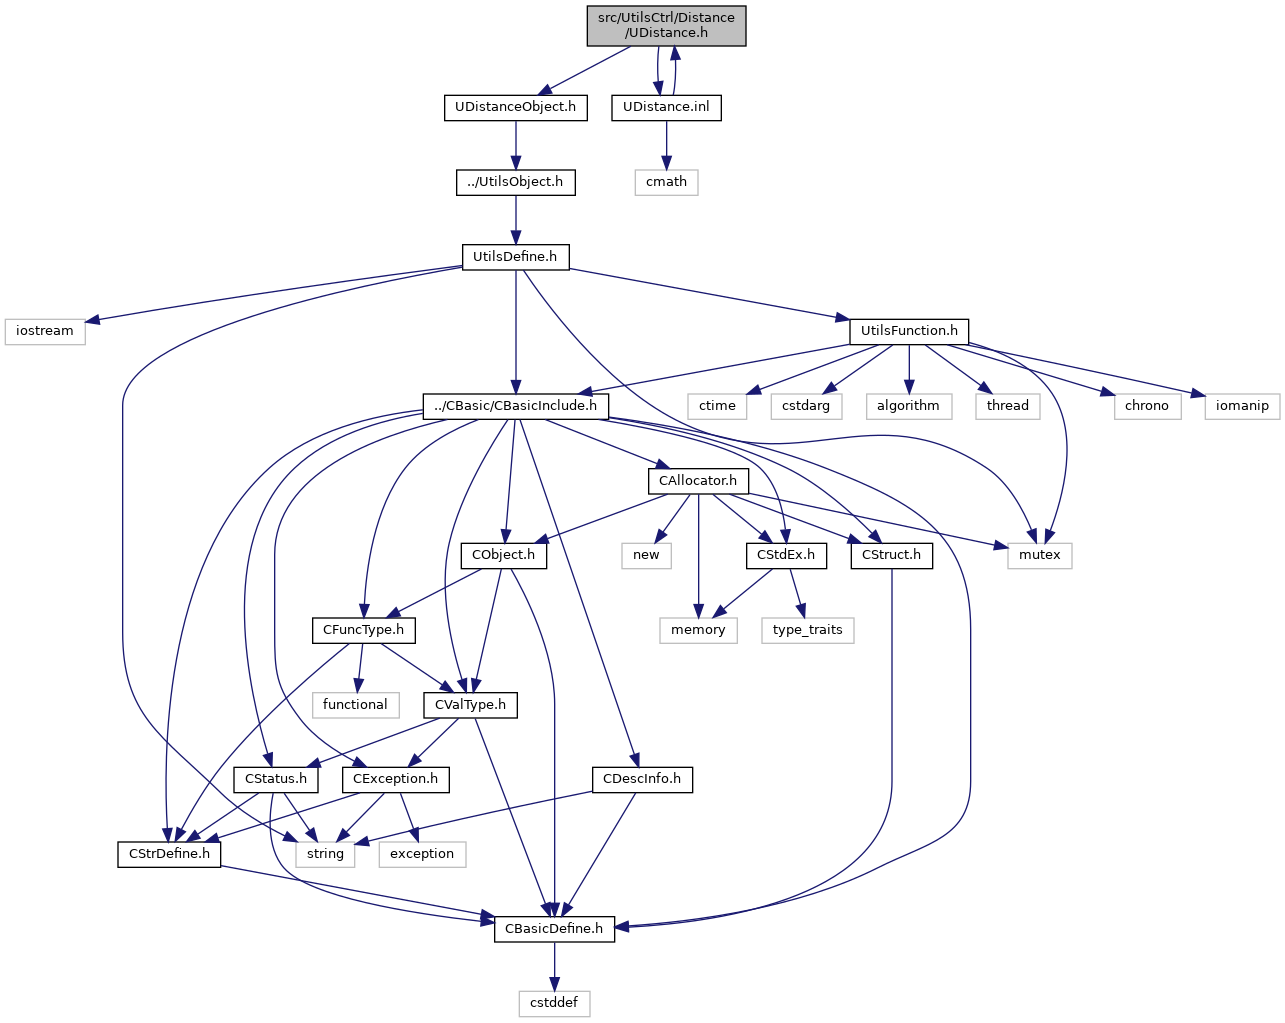 src/UtilsCtrl/Distance
/UDistance.h
UDistanceObject.h
UDistance.inl
../UtilsObject.h
cmath
UtilsDefine.h
iostream
UtilsFunction.h
../CBasic/CBasicInclude.h
ctime
cstdarg
algorithm
thread
chrono
iomanip
CAllocator.h
CObject.h
new
CStdEx.h
CStruct.h
mutex
CFuncType.h
memory
type_traits
functional
CValType.h
CStatus.h
CException.h
CDescInfo.h
CStrDefine.h
string
exception
CBasicDefine.h
cstddef